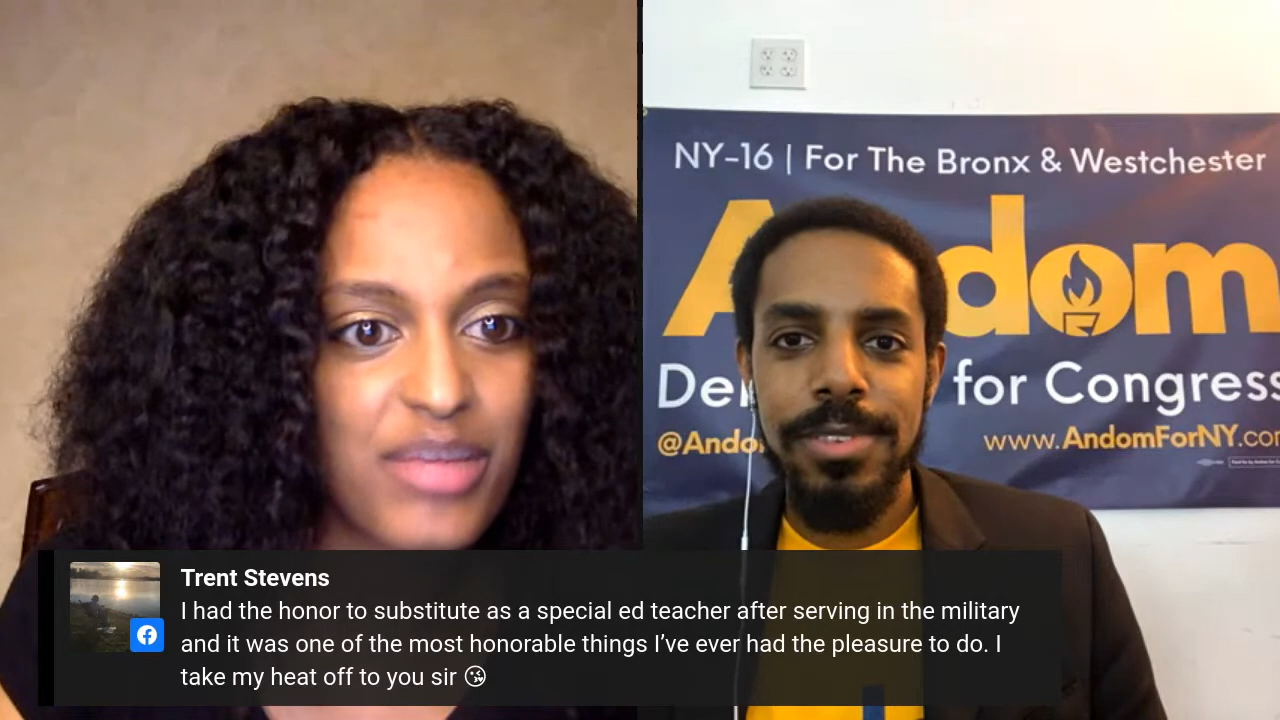 NY-16 | For The Bronx & Westchester
Andom
for Congress
www.AndomForNY.com
Trent Stevens
I had the honor to substitute as a special ed teacher after serving in the military
and it was one of the most honorable things I've ever had the pleasure to do. I
take my heat off to you sir 😘